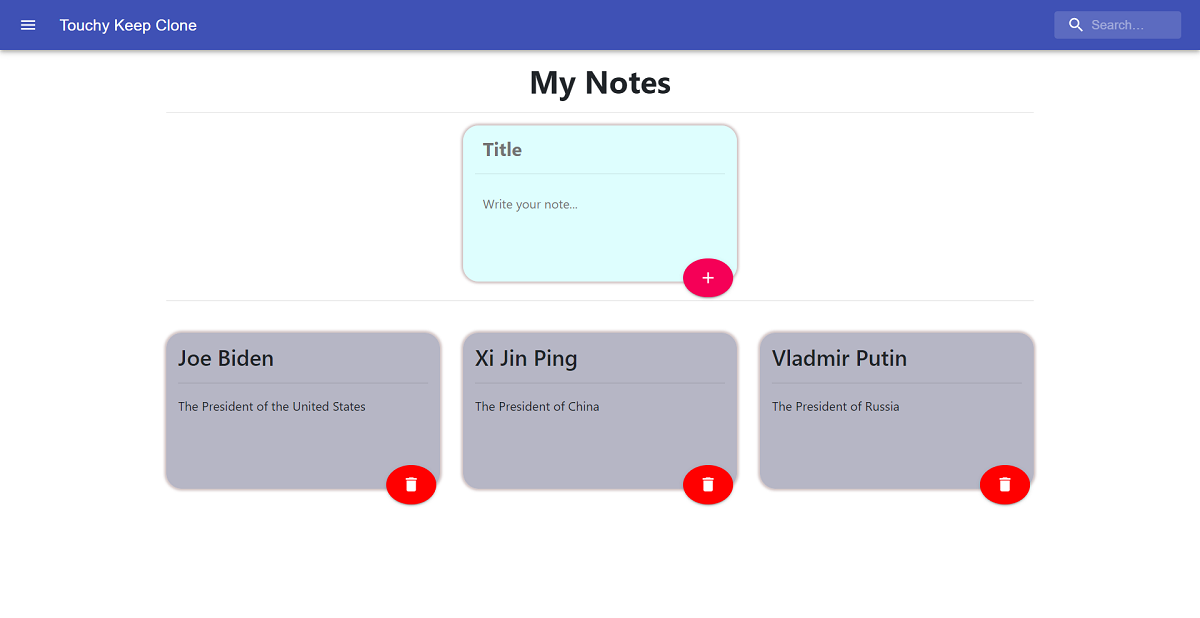 Touchy Keep Clone
Search...
My Notes
Title
Write your note...
Joe Biden
The President of the United States
Xi Jin Ping
The President of China
Vladmir Putin
The President of Russia